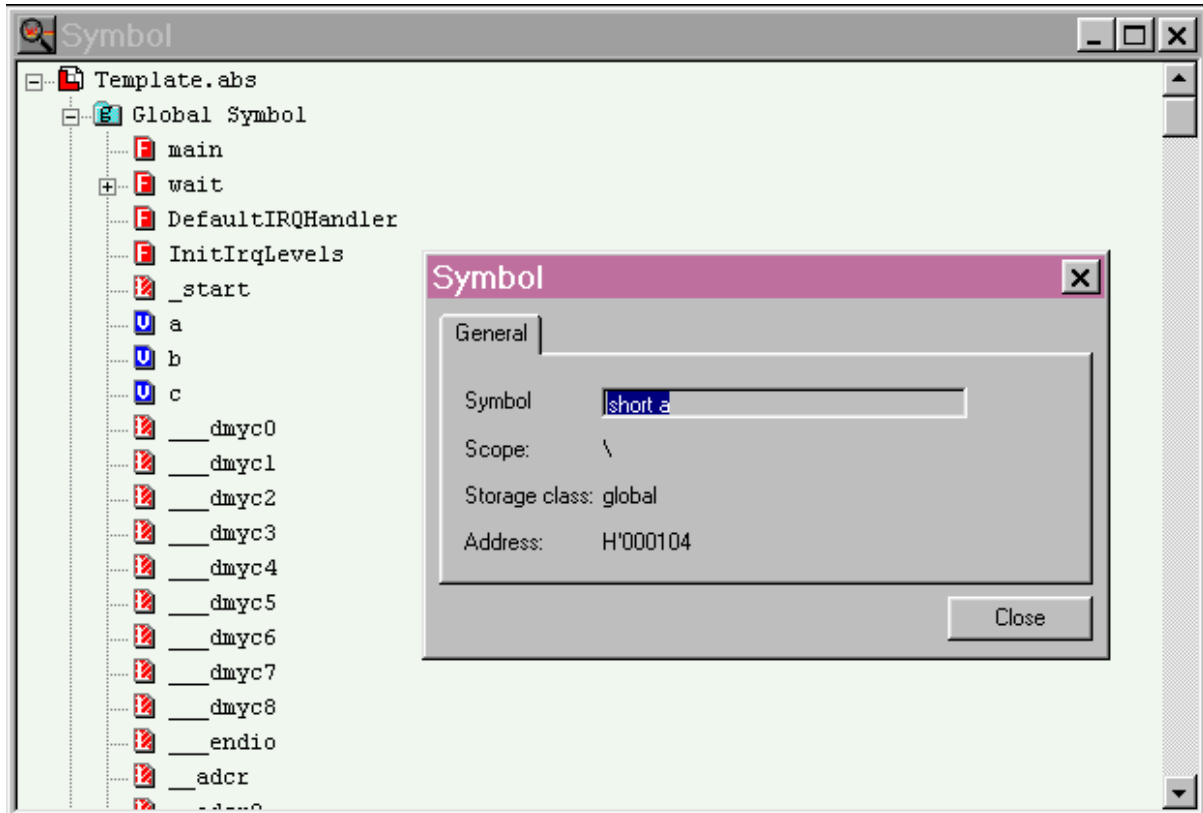 Symbol
Template.abs
Global Symbol
main
wait
DefaultIRQHandler
InitIrqLevels
_start
a
b
c
___dmyc0
___dmyc1
___dmyc2
___dmyc3
___dmyc4
___dmyc5
___dmyc6
___dmyc7
___dmyc8
___endio
__adcr
Symbol
General
Symbol short a
Scope: \
Storage class: global
Address: H'000104
Close